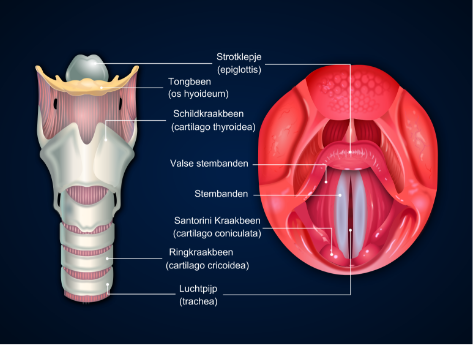 Strotklepje
(epiglottis)
Tongbeen
(os hyoideum)
Schildkraakbeen
(cartilago thyroidea)
Valse stembanden
Stembanden
Santorini Kraakbeen
(cartilago coniculata)
Ringkraakbeen
(cartilago cricoidea)
Luchtpijp
(trachea)